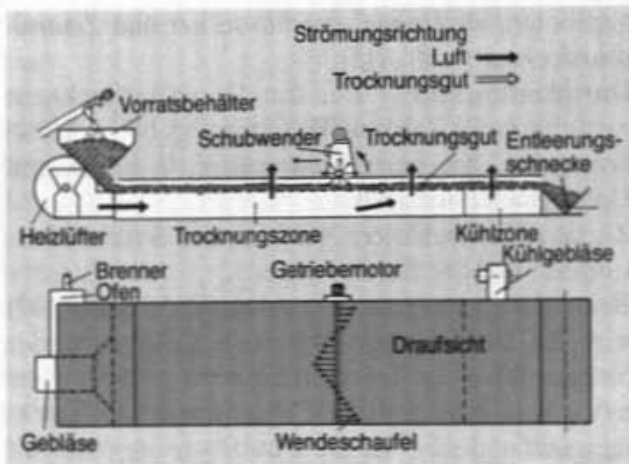 Strömungsrichtung
Luft
Trocknungsgut
Vorratsbehälter
Schubwender
Trocknungsgut
Entleerungs-
schnecke
Heizlüfter
Trocknungszone
Kühlzone
Brenner
Ofen
Getriebemotor
Kühlgebläse
Draufsicht
Gebläse
Wendeschaufel